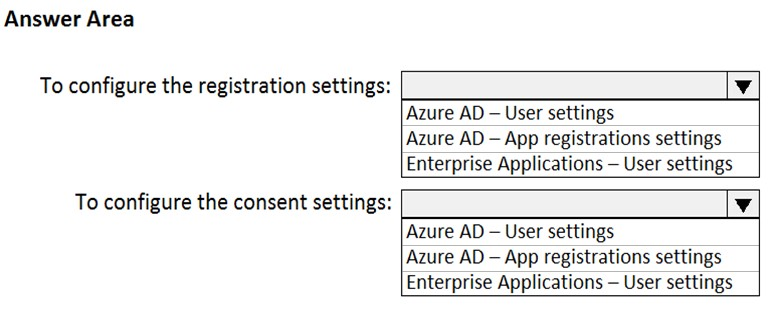 Answer Area
To configure the registration settings:
Azure AD – User settings
Azure AD – App registrations settings
Enterprise Applications – User settings
To configure the consent settings:
Azure AD – User settings
Azure AD – App registrations settings
Enterprise Applications – User settings